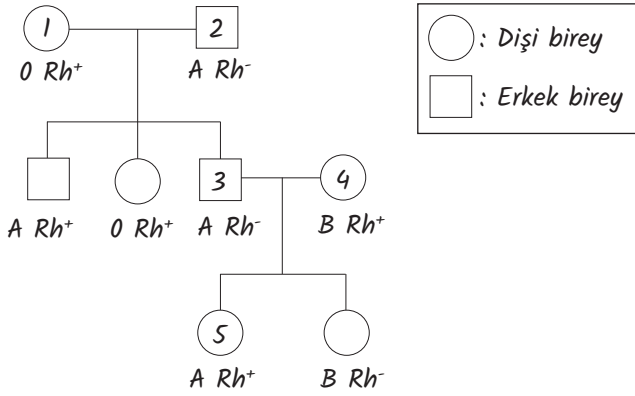 1
2
0 Rh+
A Rh-
: Dişi birey
: Erkek birey
3
4
A Rh+
0 Rh+
A Rh-
B Rh+
5
A Rh+
B Rh-